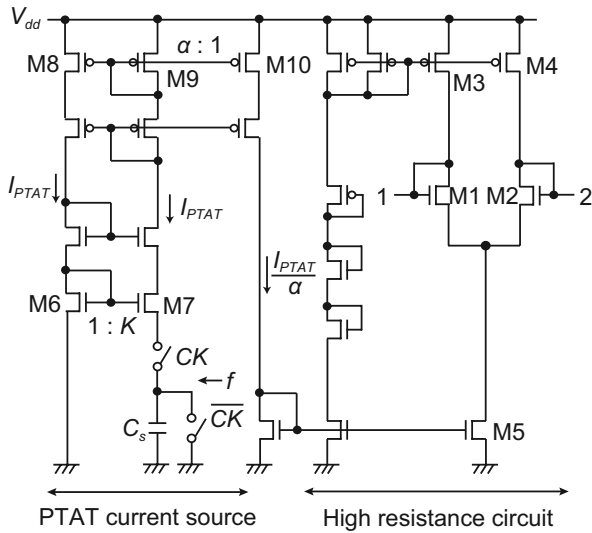 V_dd
α : 1
M8
M9
M10
M3
M4
I_PTAT
I_PTAT
1
M1
M2
2
I_PTAT/α
M6
M7
1 : K
CK
f
C_s
\overline{CK}
M5
PTAT current source
High resistance circuit